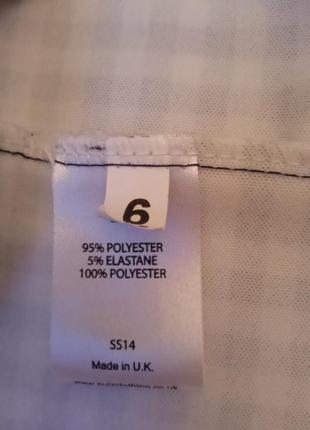 6
95% POLYESTER
5% ELASTANE
100% POLYESTER
SS14
Made in U.K.